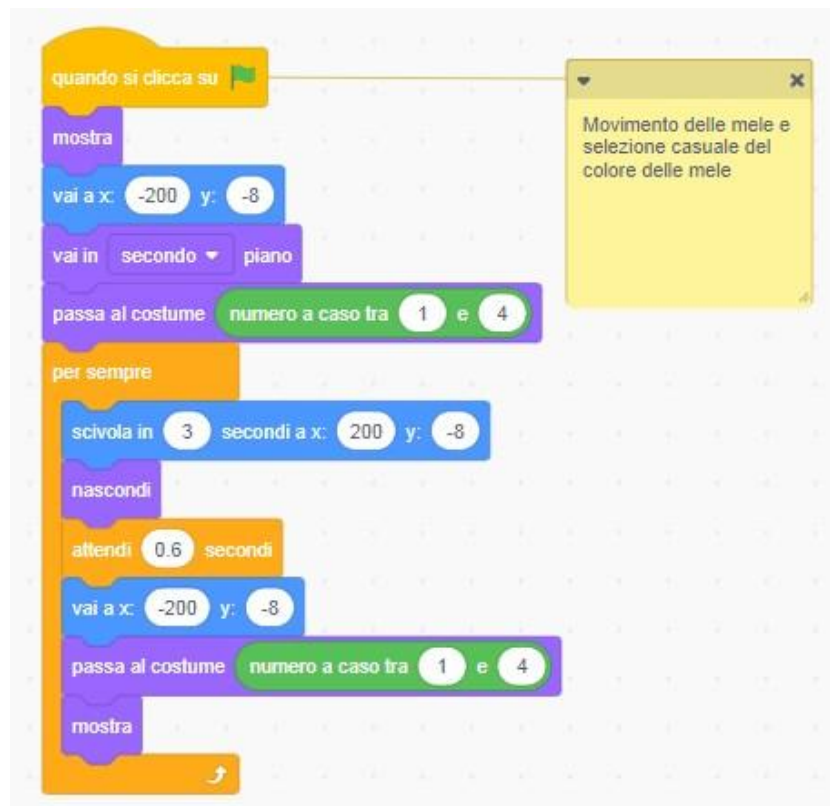 quando si clicca su
mostra
vai a x: -200 y: -8
vai in secondo piano
passa al costume numero a caso tra 1 e 4
per sempre
scivola in 3 secondi a x: 200 y: -8
nascondi
attendi 0.6 secondi
vai a x: -200 y: -8
passa al costume numero a caso tra 1 e 4
mostra
Movimento delle mele e
selezione casuale del
colore delle mele